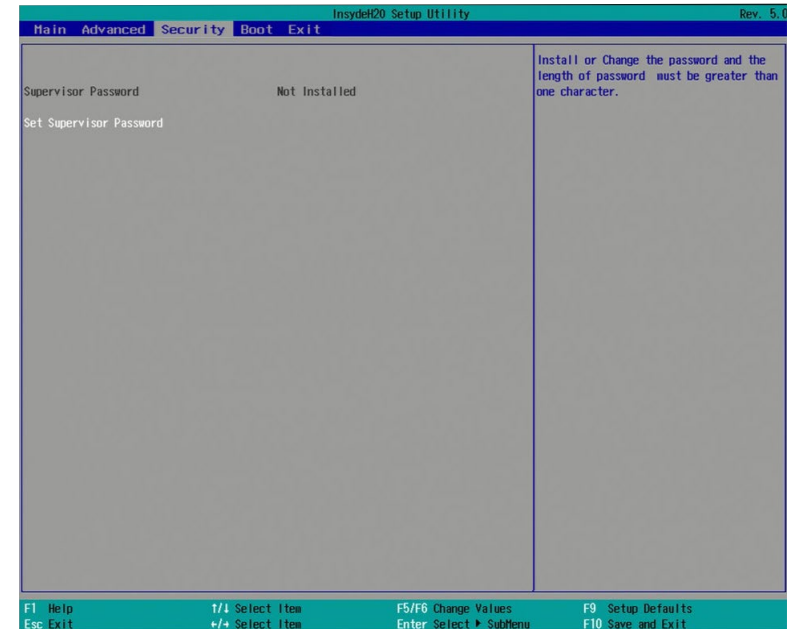 InsydeH20 Setup Utility Rev. 5.0
Main Advanced Security Boot Exit
Install or Change the password and the
length of password must be greater than
one character.
Supervisor Password Not Installed
Set Supervisor Password
F1 Help ↑/↓ Select Item F5/F6 Change Values F9 Setup Defaults
Esc Exit ←/→ Select Item Enter Select ▶ SubMenu F10 Save and Exit